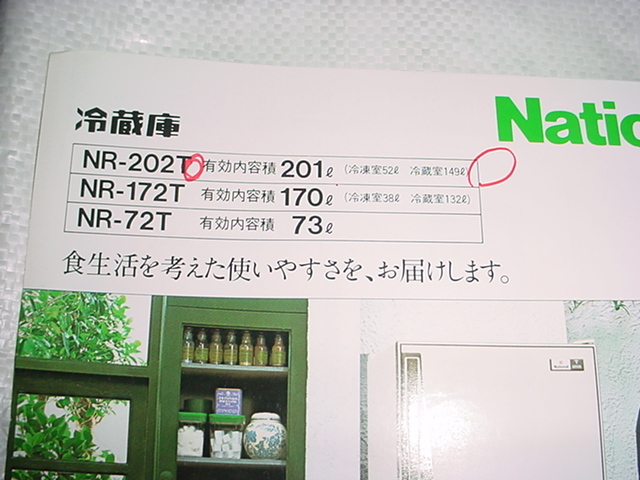 冷蔵庫
Natio
NR-202T 有効内容積 201ℓ (冷凍室52ℓ 冷蔵室149ℓ)
NR-172T 有効内容積 170ℓ (冷凍室38ℓ 冷蔵室132ℓ)
NR-72T 有効内容積 73ℓ
食生活を考えた使いやすさを、お届けします。